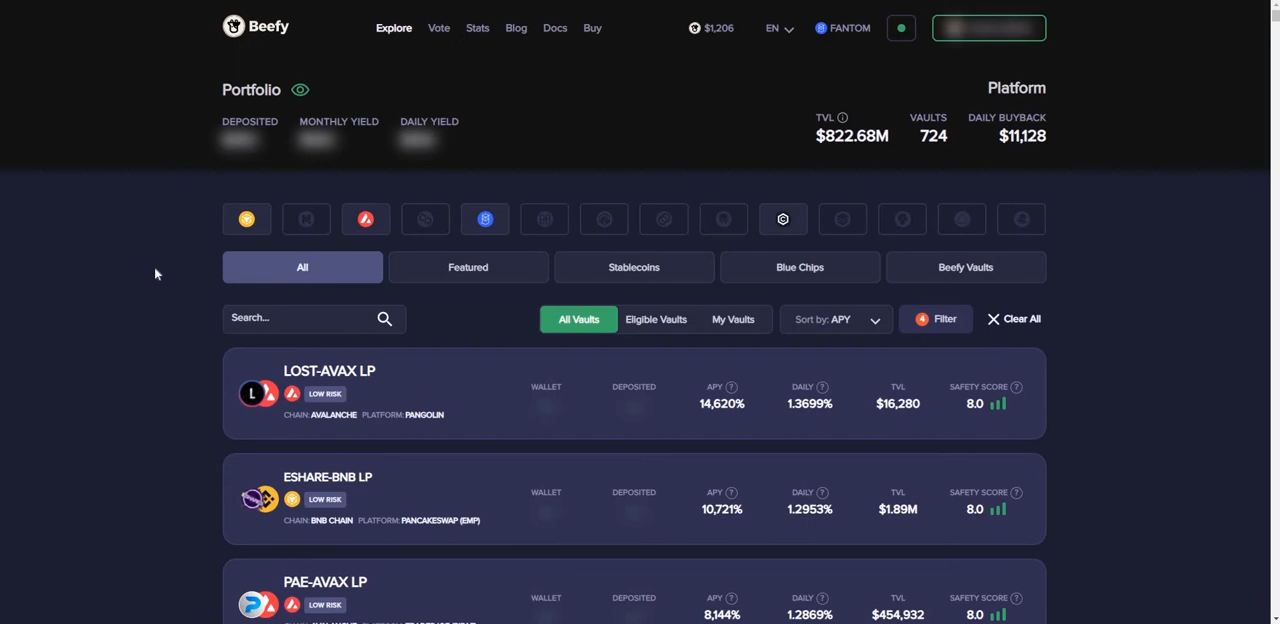 Beefy Explore Vote Stats Blog Docs Buy $1,206 EN FANTOM
Portfolio Platform
DEPOSITED MONTHLY YIELD DAILY YIELD TVL VAULTS DAILY BUYBACK
$822.68M 724 $11,128
All Featured Stablecoins Blue Chips Beefy Vaults
Search... All Vaults Eligible Vaults My Vaults Sort by: APY 4 Filter Clear All
LOST-AVAX LP
WALLET DEPOSITED APY ? DAILY ? TVL SAFETY SCORE ?
L LOW RISK 14,620% 1.3699% $16,280 8.0
CHAIN: AVALANCHE PLATFORM: PANGOLIN
ESHARE-BNB LP
WALLET DEPOSITED APY ? DAILY ? TVL SAFETY SCORE ?
LOW RISK 10,721% 1.2953% $1.89M 8.0
CHAIN: BNB CHAIN PLATFORM: PANCAKESWAP (EMP)
PAE-AVAX LP
WALLET DEPOSITED APY ? DAILY ? TVL SAFETY SCORE ?
LOW RISK 8,144% 1.2869% $454,932 8.0